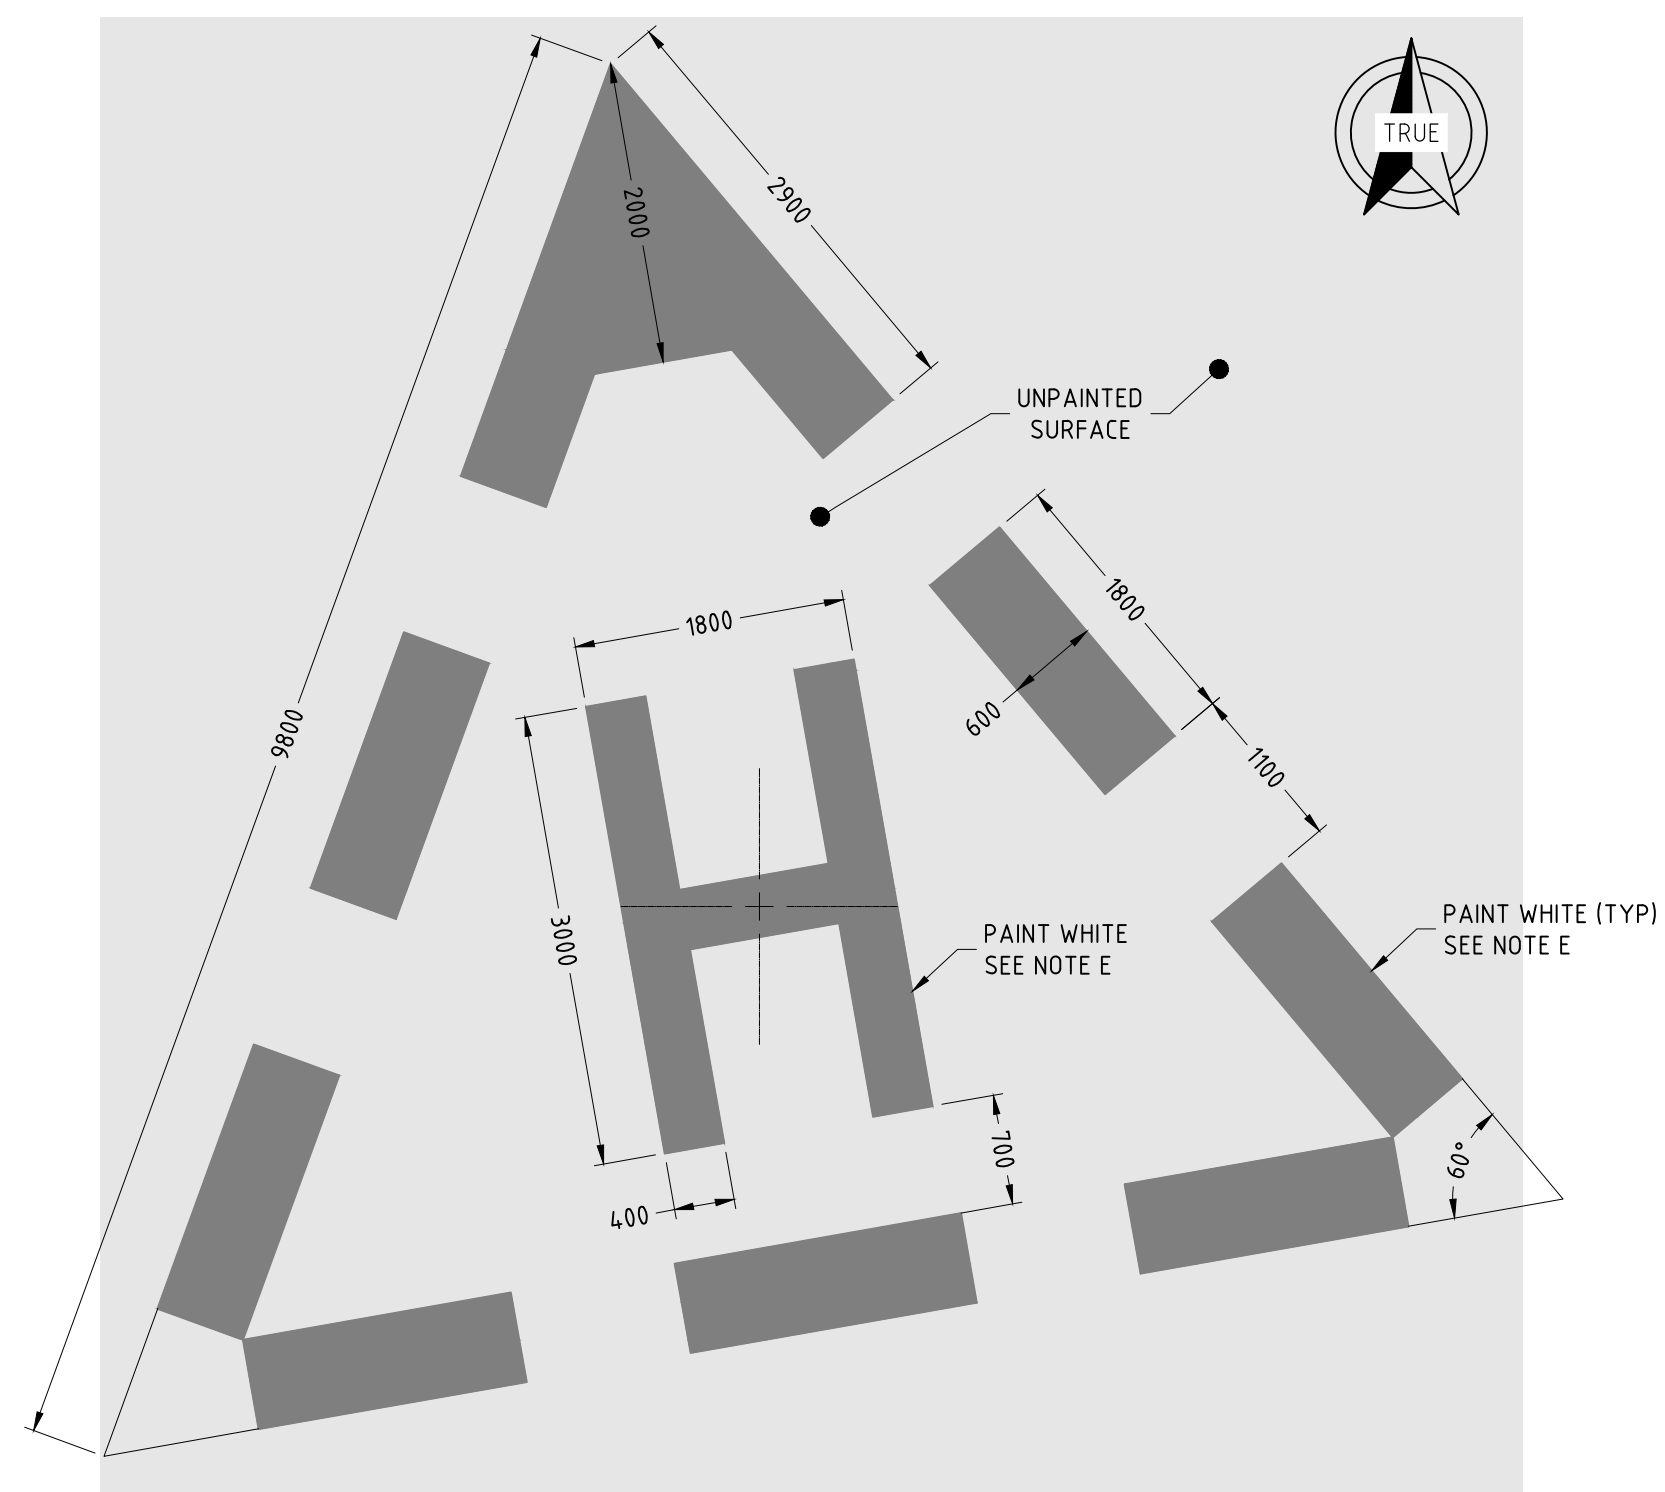 TRUE
2900
2000
9800
UNPAINTED
SURFACE
1800
1800
600
1100
3000
PAINT WHITE
SEE NOTE E
PAINT WHITE (TYP)
SEE NOTE E
700
60°
400